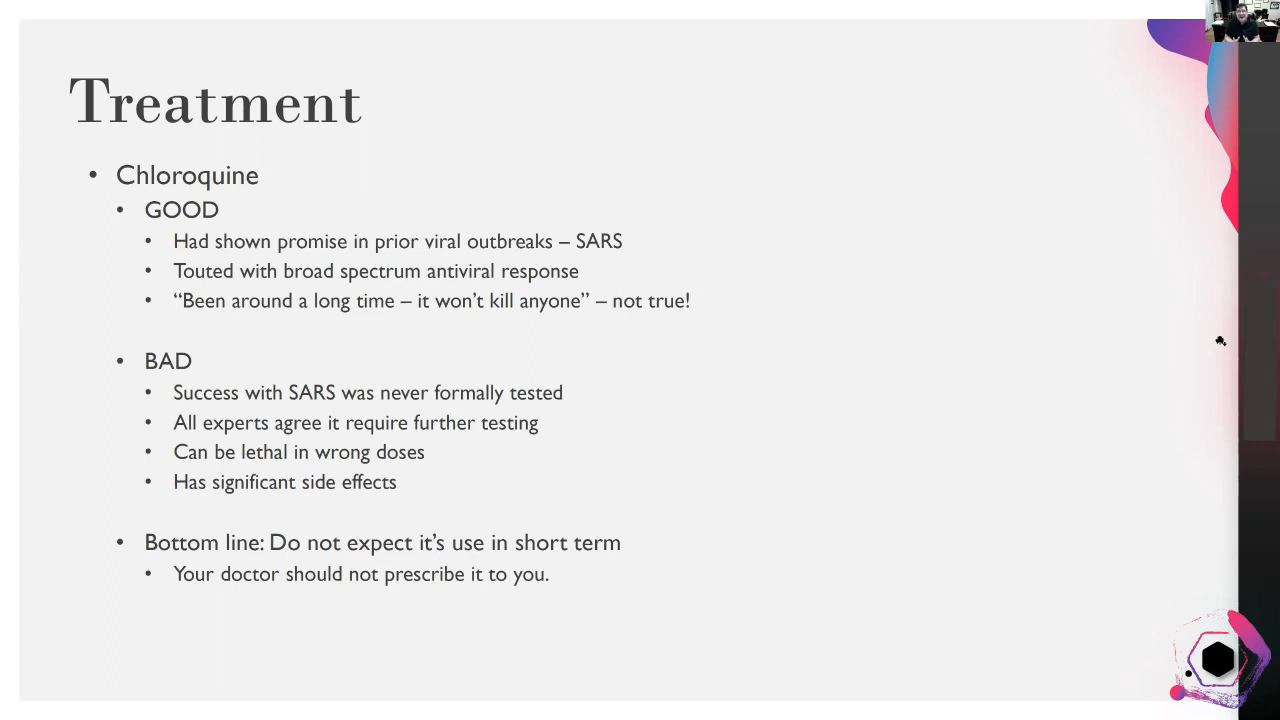 Treatment
• Chloroquine
• GOOD
• Had shown promise in prior viral outbreaks – SARS
• Touted with broad spectrum antiviral response
• “Been around a long time – it won’t kill anyone” – not true!
• BAD
• Success with SARS was never formally tested
• All experts agree it require further testing
• Can be lethal in wrong doses
• Has significant side effects
• Bottom line: Do not expect it’s use in short term
• Your doctor should not prescribe it to you.